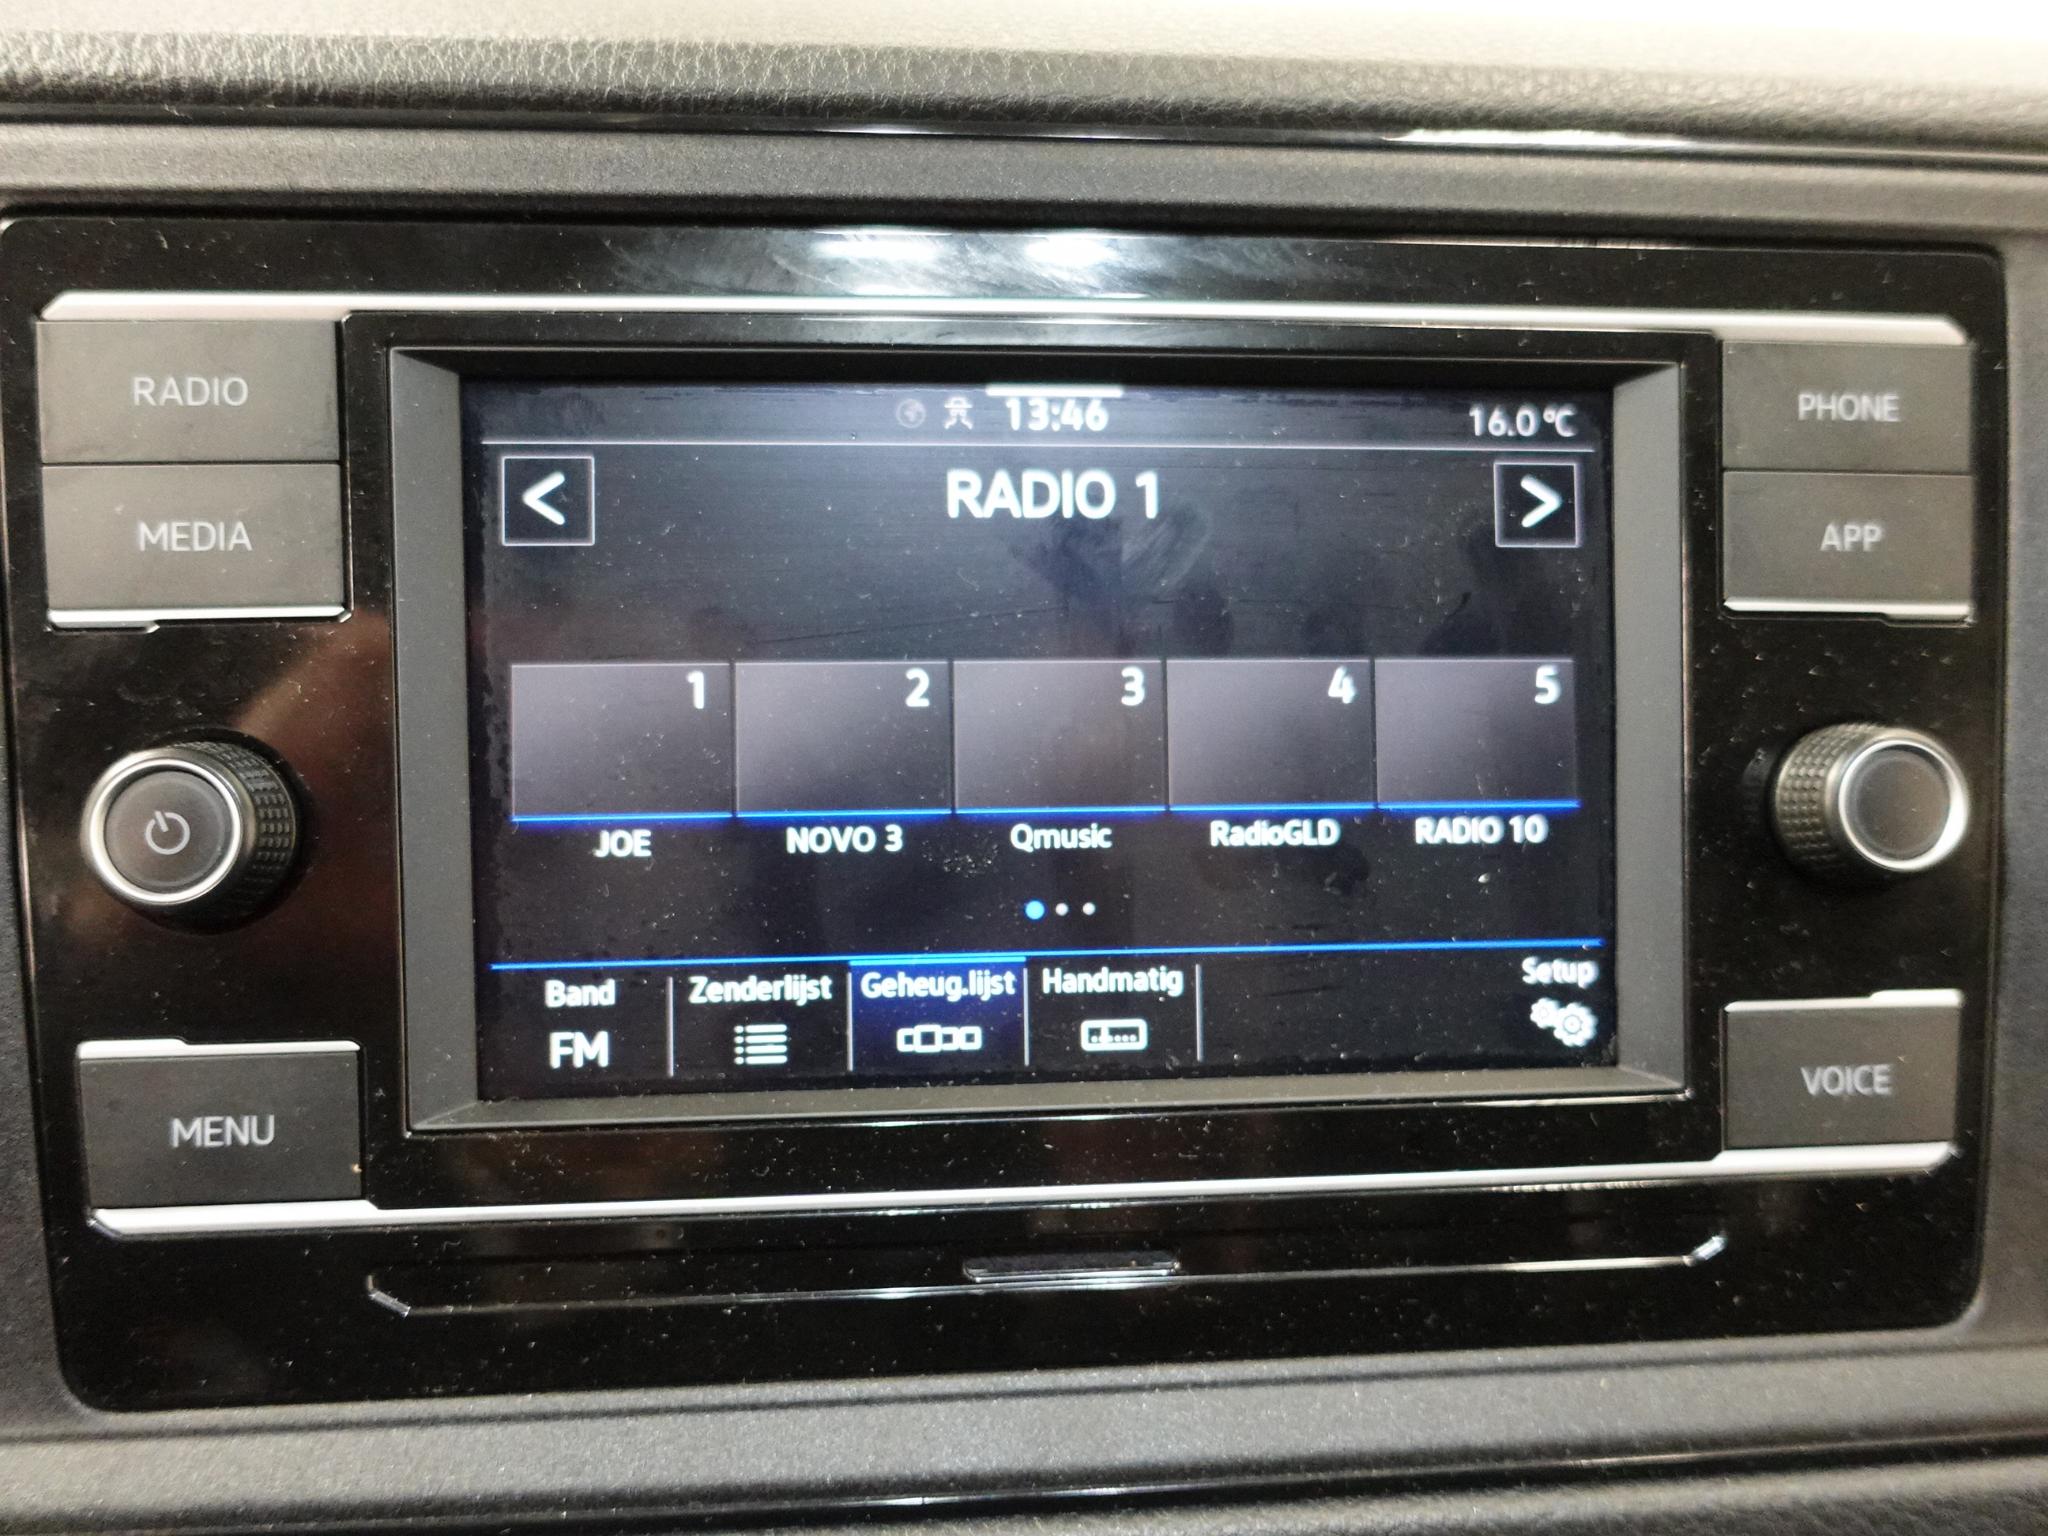 RADIO
MEDIA
MENU
13:46
16.0 °C
<
RADIO 1
>
1
2
3
4
5
JOE
NOVO 3
Qmusic
RadioGLD
RADIO 10
Band
FM
Zenderlijst
Geheug.lijst
Handmatig
Setup
PHONE
APP
VOICE